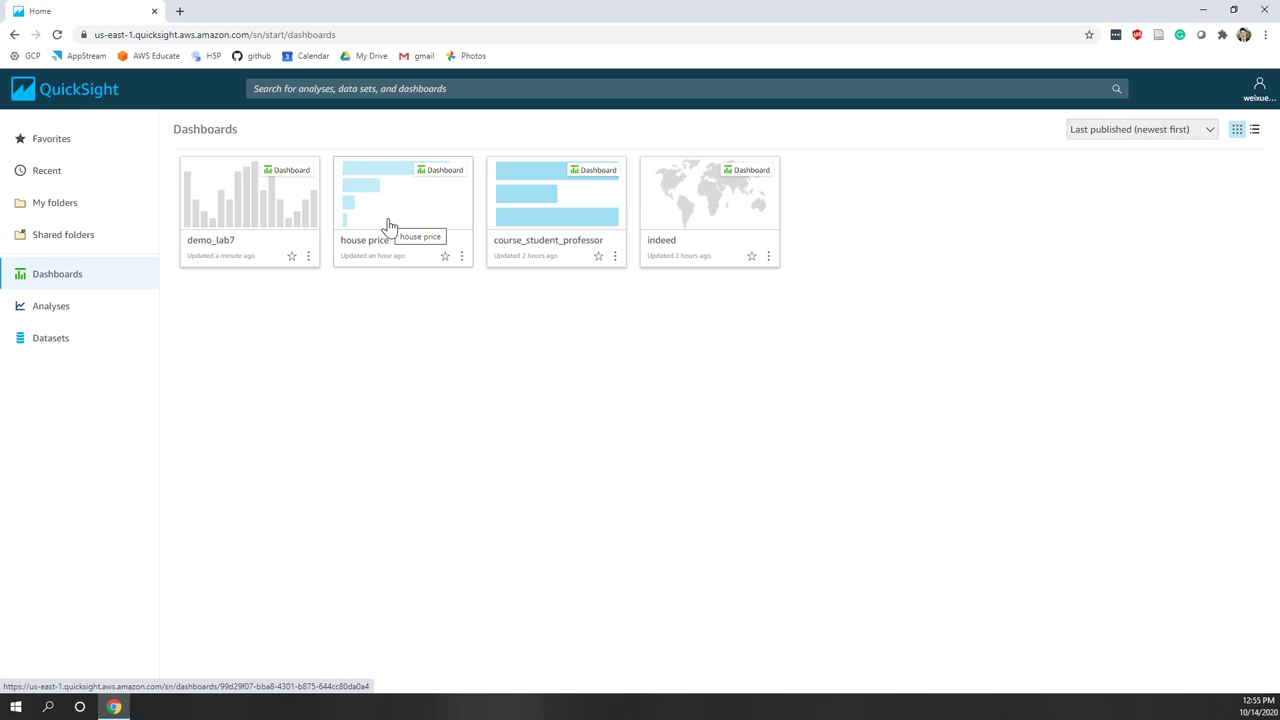 Home
us-east-1.quicksight.aws.amazon.com/sn/start/dashboards
GCP AppStream AWS Educate H5P github Calendar My Drive gmail Photos
QuickSight
Search for analyses, data sets, and dashboards
weixue...
Favorites
Recent
My folders
Shared folders
Dashboards
Analyses
Datasets
Dashboards
Last published (newest first)
Dashboard
demo_lab7
Updated a minute ago
Dashboard
house price
house price
Updated an hour ago
Dashboard
course_student_professor
Updated 2 hours ago
Dashboard
indeed
Updated 2 hours ago
https://us-east-1.quicksight.aws.amazon.com/sn/dashboards/99d29f07-bba8-4301-b875-644cc80da0a4
12:55 PM
10/14/2020